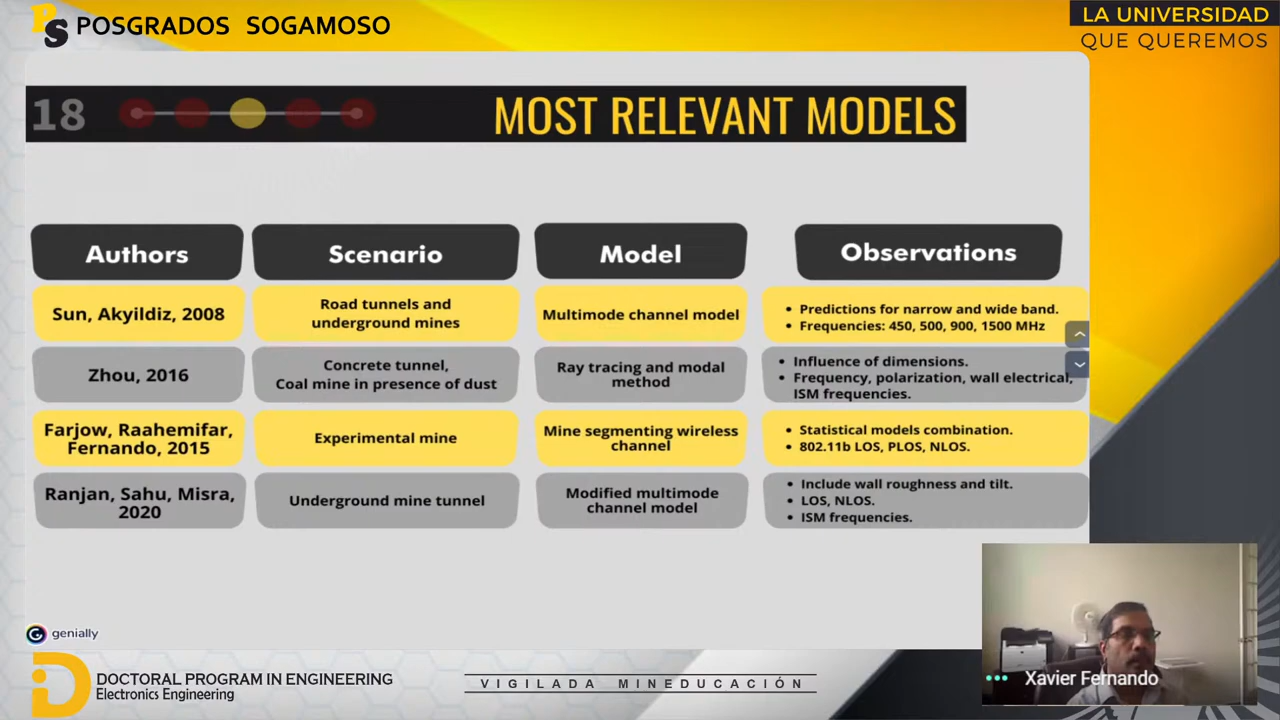 PS POSGRADOS SOGAMOSO
LA UNIVERSIDAD
QUE QUEREMOS
18
MOST RELEVANT MODELS
Authors
Scenario
Model
Observations
Sun, Akyildiz, 2008
Road tunnels and
underground mines
Multimode channel model
• Predictions for narrow and wide band.
• Frequencies: 450, 500, 900, 1500 MHz
Zhou, 2016
Concrete tunnel,
Coal mine in presence of dust
Ray tracing and modal
method
• Influence of dimensions.
• Frequency, polarization, wall electrical,
ISM frequencies.
Farjow, Raahemifar,
Fernando, 2015
Experimental mine
Mine segmenting wireless
channel
• Statistical models combination.
• 802.11b LOS, PLOS, NLOS.
Ranjan, Sahu, Misra,
2020
Underground mine tunnel
Modified multimode
channel model
• Include wall roughness and tilt.
• LOS, NLOS.
• ISM frequencies.
genially
DOCTORAL PROGRAM IN ENGINEERING
Electronics Engineering
VIGILADA MINEDUCACIÓN
Xavier Fernando